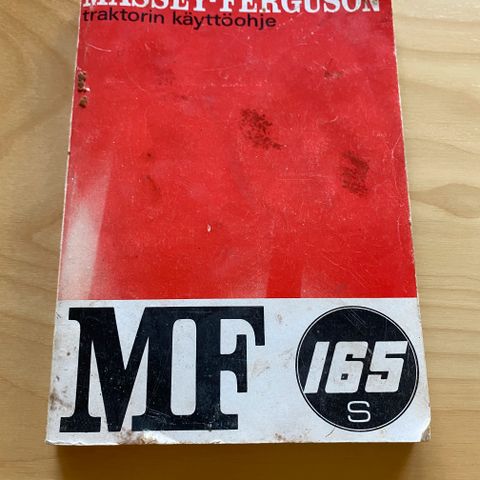 MASSEY-FERGUSON
traktorin käyttöohje
MF
165
S